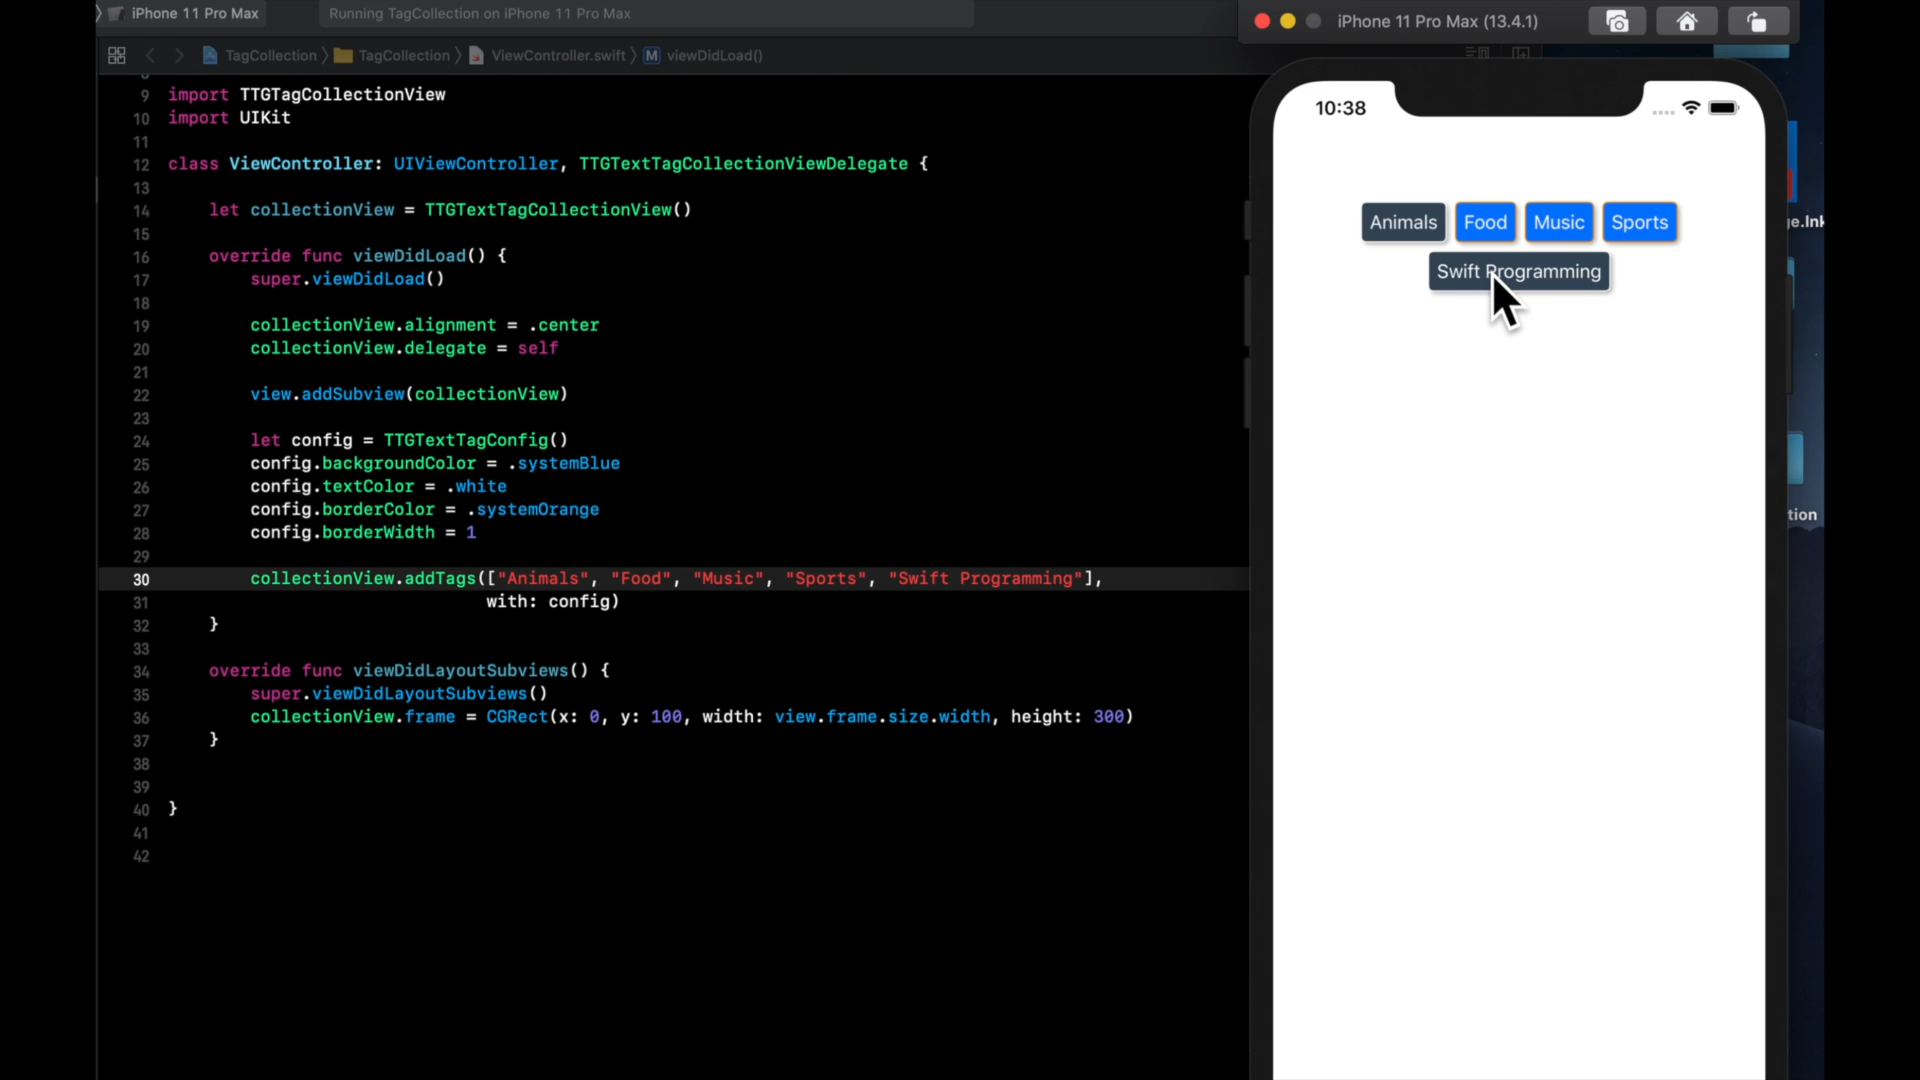 iPhone 11 Pro Max
Running TagCollection on iPhone 11 Pro Max
TagCollection
TagCollection
ViewController.swift
M
viewDidLoad()
9 import TTGTagCollectionView
10 import UIKit
11
12 class ViewController: UIViewController, TTGTextTagCollectionViewDelegate {
13
14 let collectionView = TTGTextTagCollectionView()
15
16 override func viewDidLoad() {
17 super.viewDidLoad()
18
19 collectionView.alignment = .center
20 collectionView.delegate = self
21
22 view.addSubview(collectionView)
23
24 let config = TTGTextTagConfig()
25 config.backgroundColor = .systemBlue
26 config.textColor = .white
27 config.borderColor = .systemOrange
28 config.borderWidth = 1
29
30 collectionView.addTags(["Animals", "Food", "Music", "Sports", "Swift Programming"],
31 with: config)
32 }
33
34 override func viewDidLayoutSubviews() {
35 super.viewDidLayoutSubviews()
36 collectionView.frame = CGRect(x: 0, y: 100, width: view.frame.size.width, height: 300)
37 }
38
39
40 }
41
42
iPhone 11 Pro Max (13.4.1)
10:38
Animals Food Music Sports
Swift Programming
ge.lnk
tion